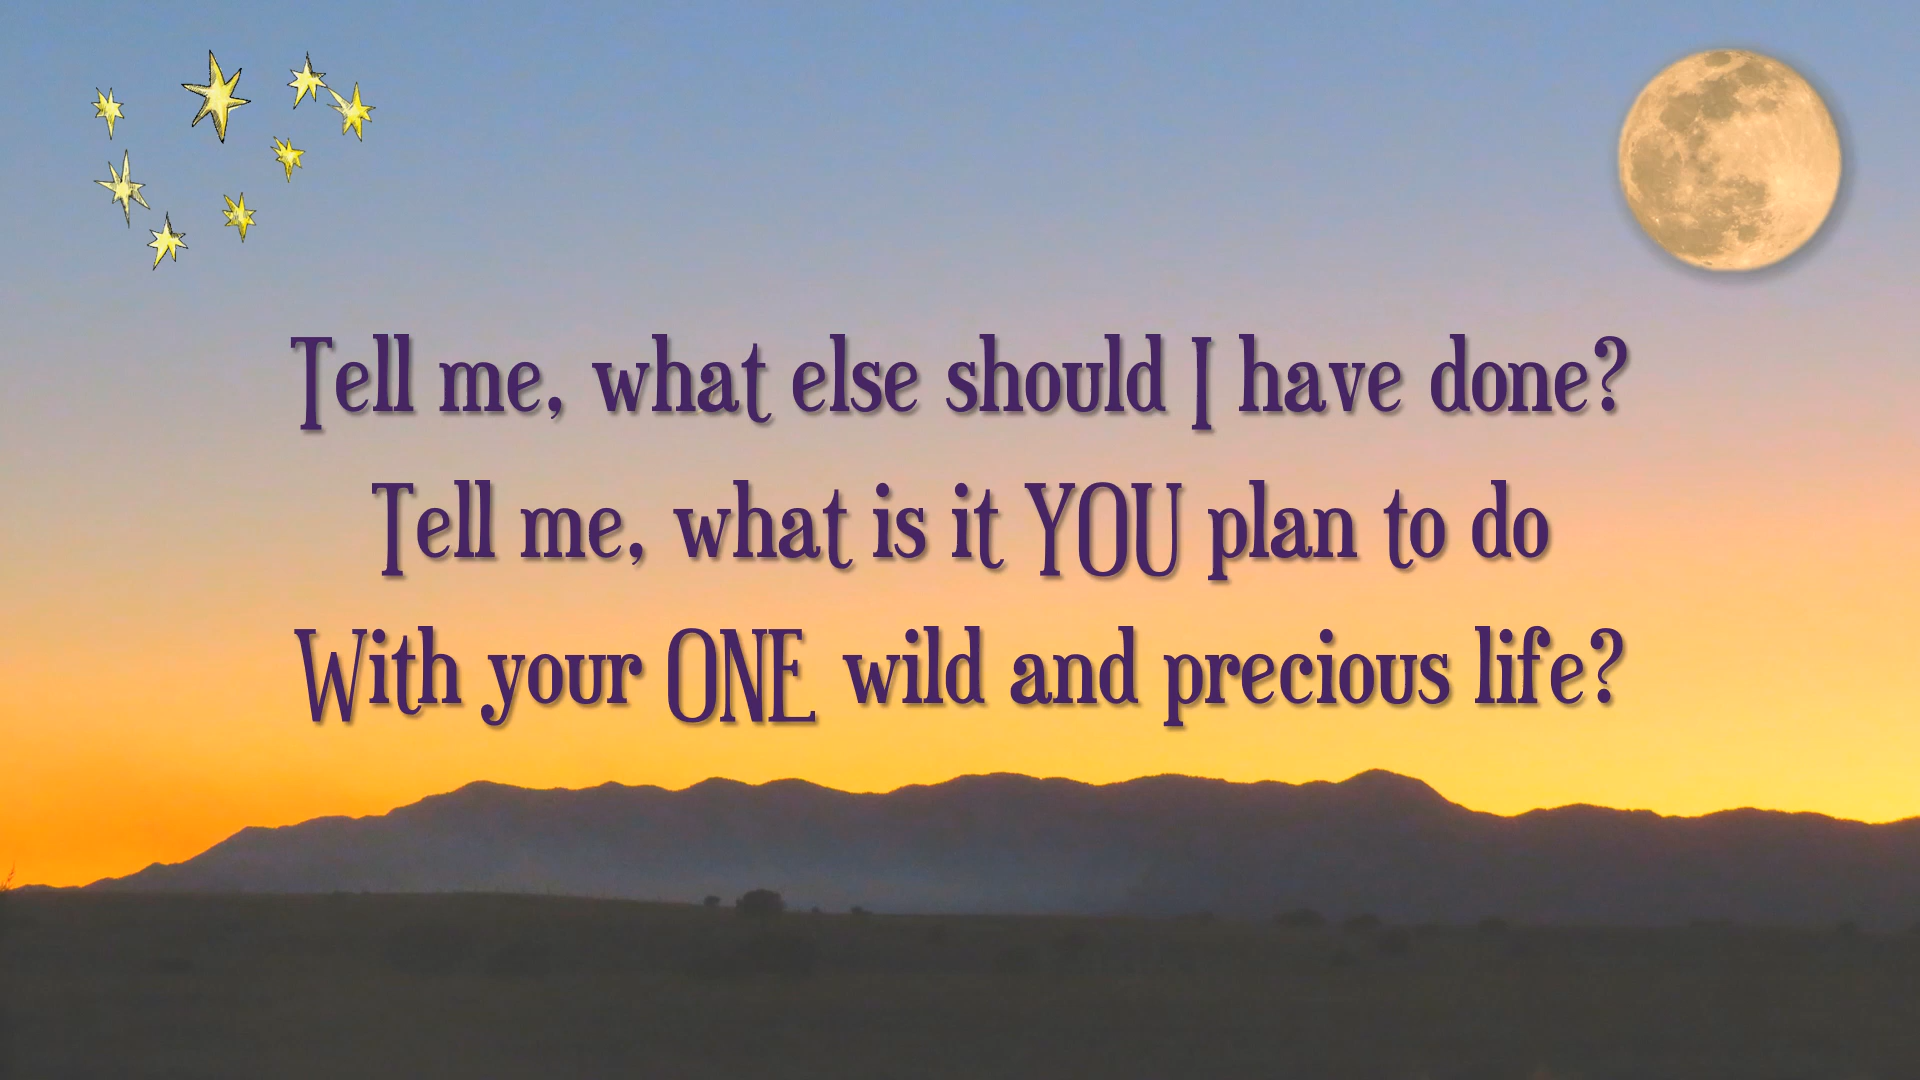 Tell me, what else should I have done?
Tell me, what is it YOU plan to do
With your ONE wild and precious life?